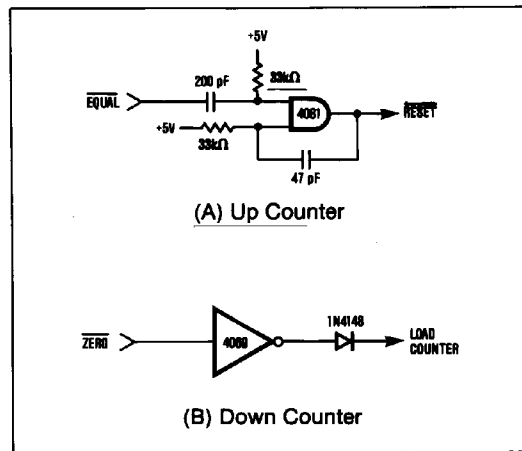 +5V
200 pF
33kΩ
EQUAL
4081
RESET
+5V
33kΩ
47 pF
(A) Up Counter
1N4148
ZERO
4069
LOAD
COUNTER
(B) Down Counter